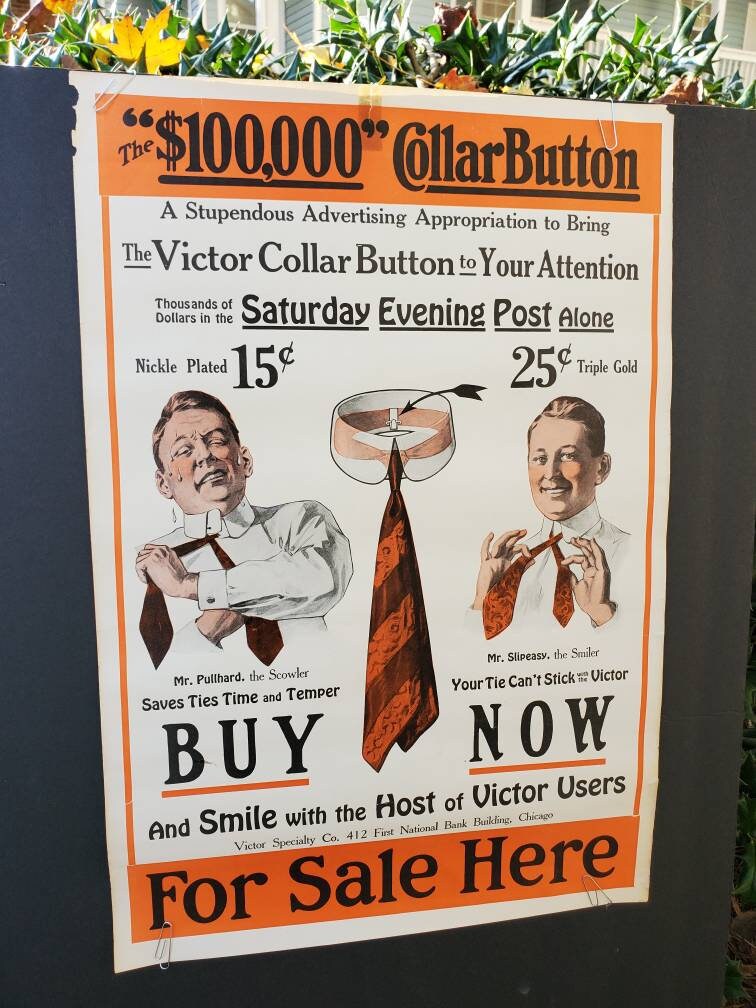 The "$100,000" Collar Button
A Stupendous Advertising Appropriation to Bring
The Victor Collar Button to Your Attention
Thousands of
Dollars in the Saturday Evening Post Alone
Nickle Plated 15¢
25¢ Triple Gold
Mr. Pullhard, the Scowler
Saves Ties Time and Temper
BUY
Mr. Slipeasy, the Smiler
Your Tie Can't Stick with the Victor
NOW
And Smile with the Host of Victor Users
Victor Specialty Co. 412 First National Bank Building, Chicago
For Sale Here